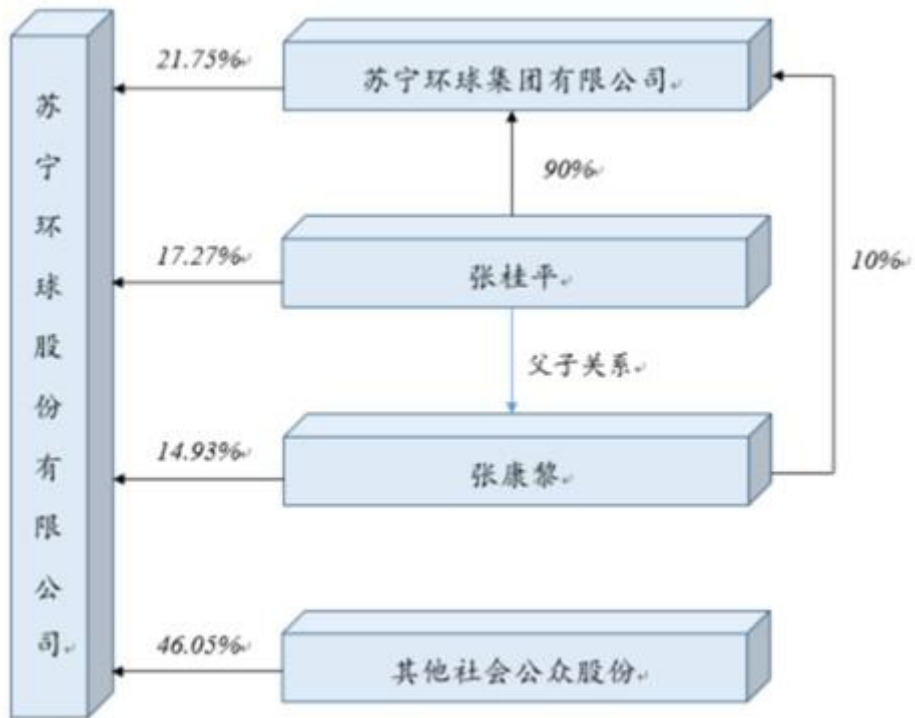 苏宁环球股份有限公司
21.75%
苏宁环球集团有限公司
90%
17.27%
张桂平
10%
父子关系
14.93%
张康黎
46.05%
其他社会公众股份